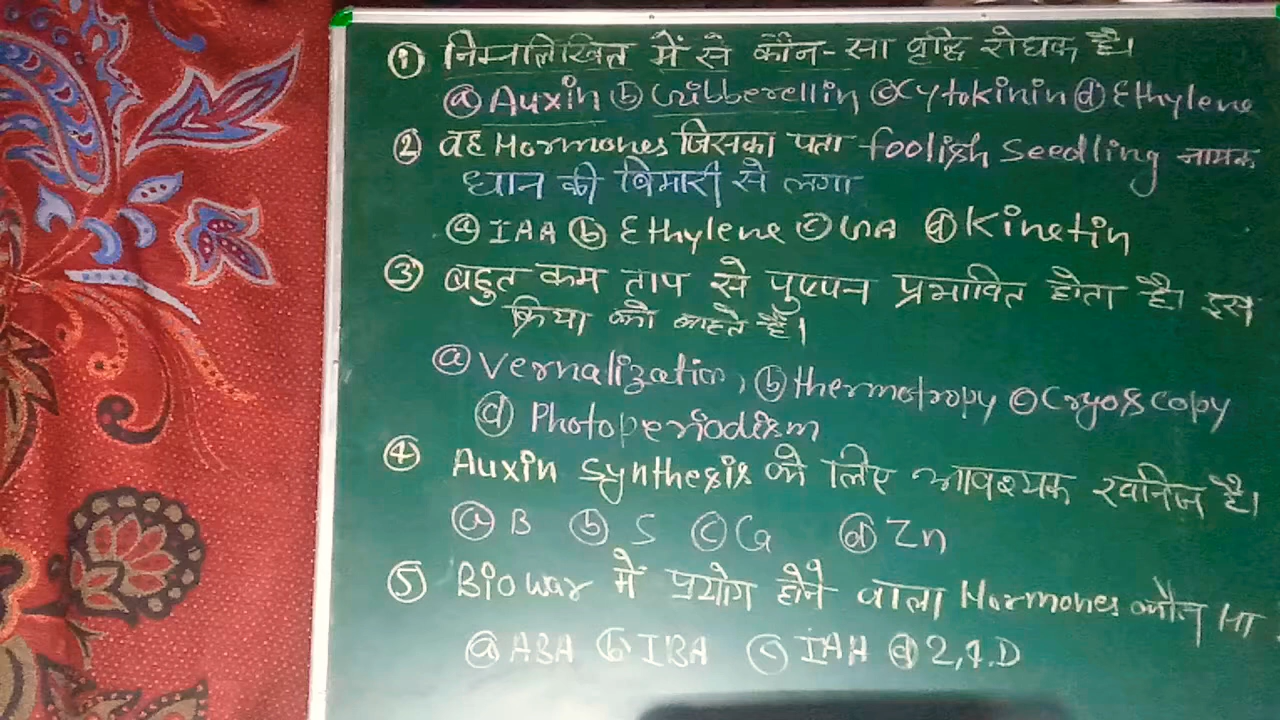 ① निम्नलिखित में से कौन-सा वृद्धि रोधक है।
ⓐ Auxin ⓑ Gibberellin ⓒ Cytokinin ⓓ Ethylene
② वह Hormones जिसका पता foolish Seedling नामक
धान की बिमारी से लगा
ⓐ IAA ⓑ Ethylene ⓒ GA ⓓ Kinetin
③ बहुत कम ताप से पुष्पन प्रभावित होता है। इस
क्रिया को कहते हैं।
ⓐ Vernalization, ⓑ thermotropy ⓒ Cryoscopy
ⓓ Photoperiodism
④ Auxin Synthesis के लिए आवश्यक खनिज है।
ⓐ B ⓑ S ⓒ Ca ⓓ Zn
⑤ Biowar में प्रयोग होने वाला Hormones कौन सा
ⓐ ABA ⓑ IBA ⓒ IAA ⓓ 2,4.D